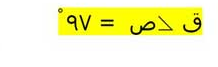 ق ﮮ ص = ٩٧°